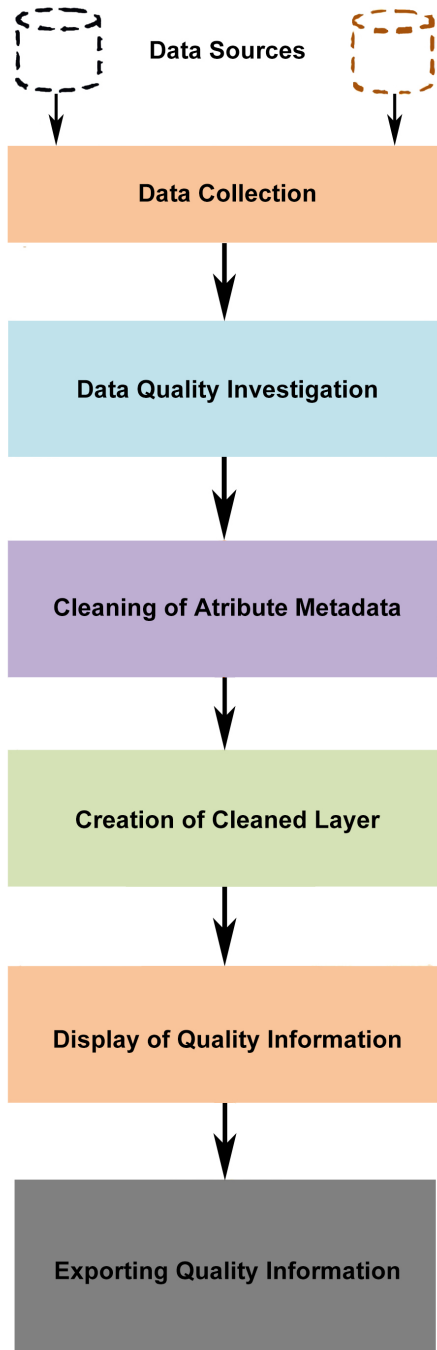 Data Sources
Data Collection
Data Quality Investigation
Cleaning of Atribute Metadata
Creation of Cleaned Layer
Display of Quality Information
Exporting Quality Information